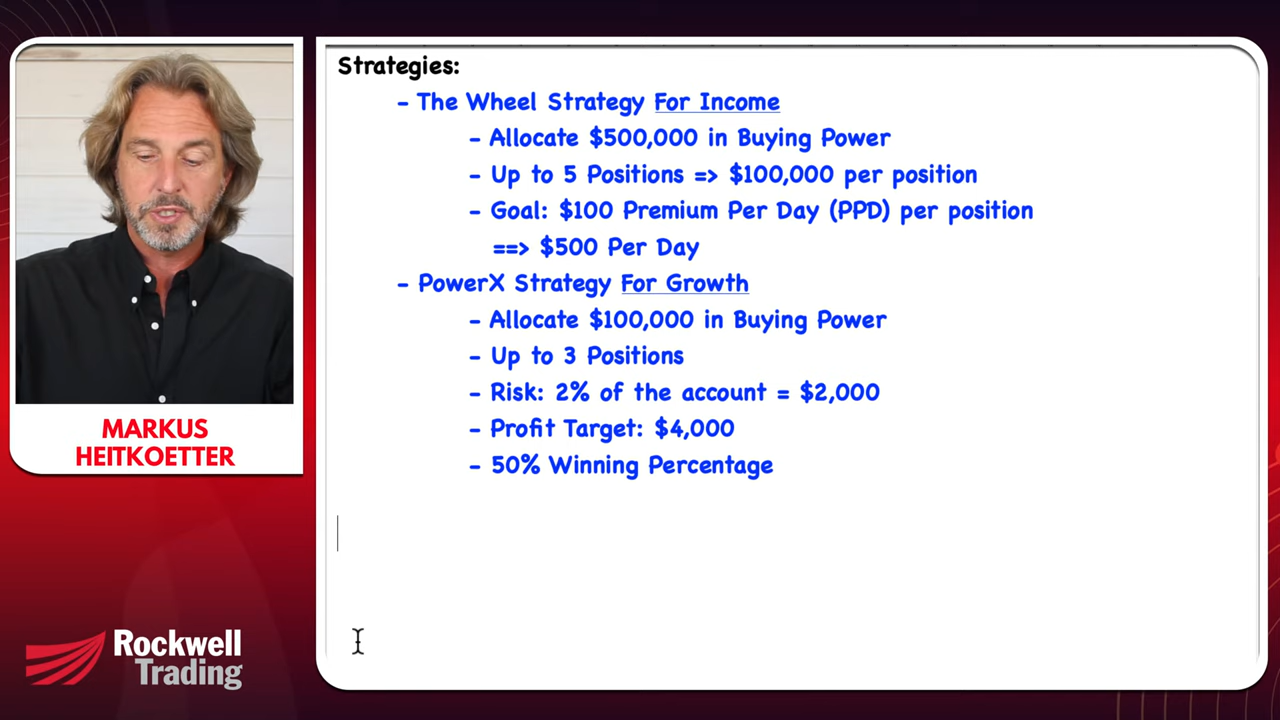 Strategies:
- The Wheel Strategy For Income
- Allocate $500,000 in Buying Power
- Up to 5 Positions => $100,000 per position
- Goal: $100 Premium Per Day (PPD) per position
==> $500 Per Day
- PowerX Strategy For Growth
- Allocate $100,000 in Buying Power
- Up to 3 Positions
- Risk: 2% of the account = $2,000
- Profit Target: $4,000
- 50% Winning Percentage
MARKUS
HEITKOETTER
Rockwell
Trading